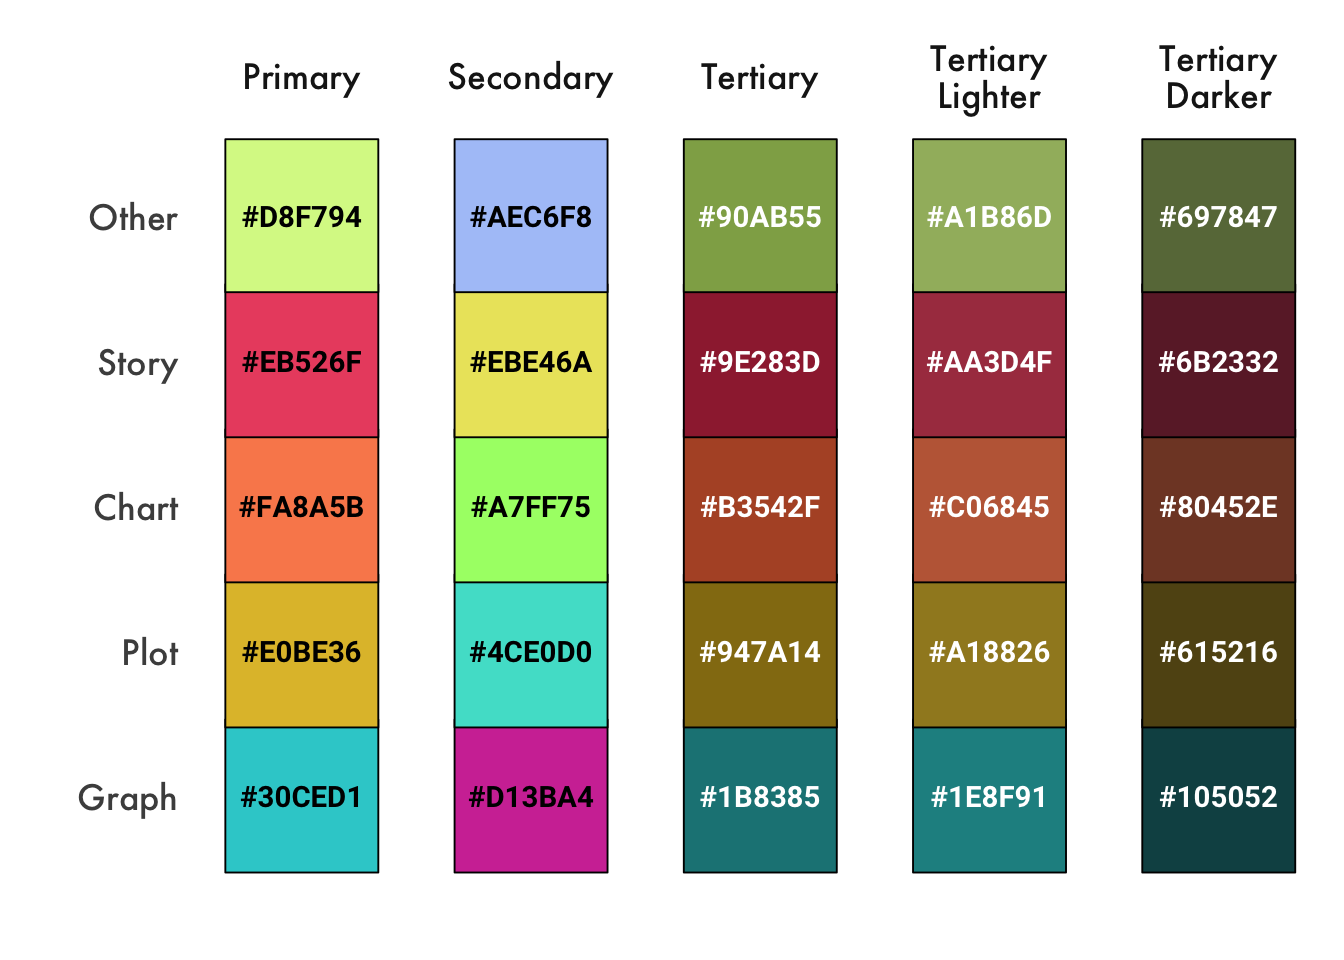 Primary
Secondary
Tertiary
Tertiary
Lighter
Tertiary
Darker
Other
#D8F794
#AEC6F8
#90AB55
#A1B86D
#697847
Story
#EB526F
#EBE46A
#9E283D
#AA3D4F
#6B2332
Chart
#FA8A5B
#A7FF75
#B3542F
#C06845
#80452E
Plot
#E0BE36
#4CE0D0
#947A14
#A18826
#615216
Graph
#30CED1
#D13BA4
#1B8385
#1E8F91
#105052